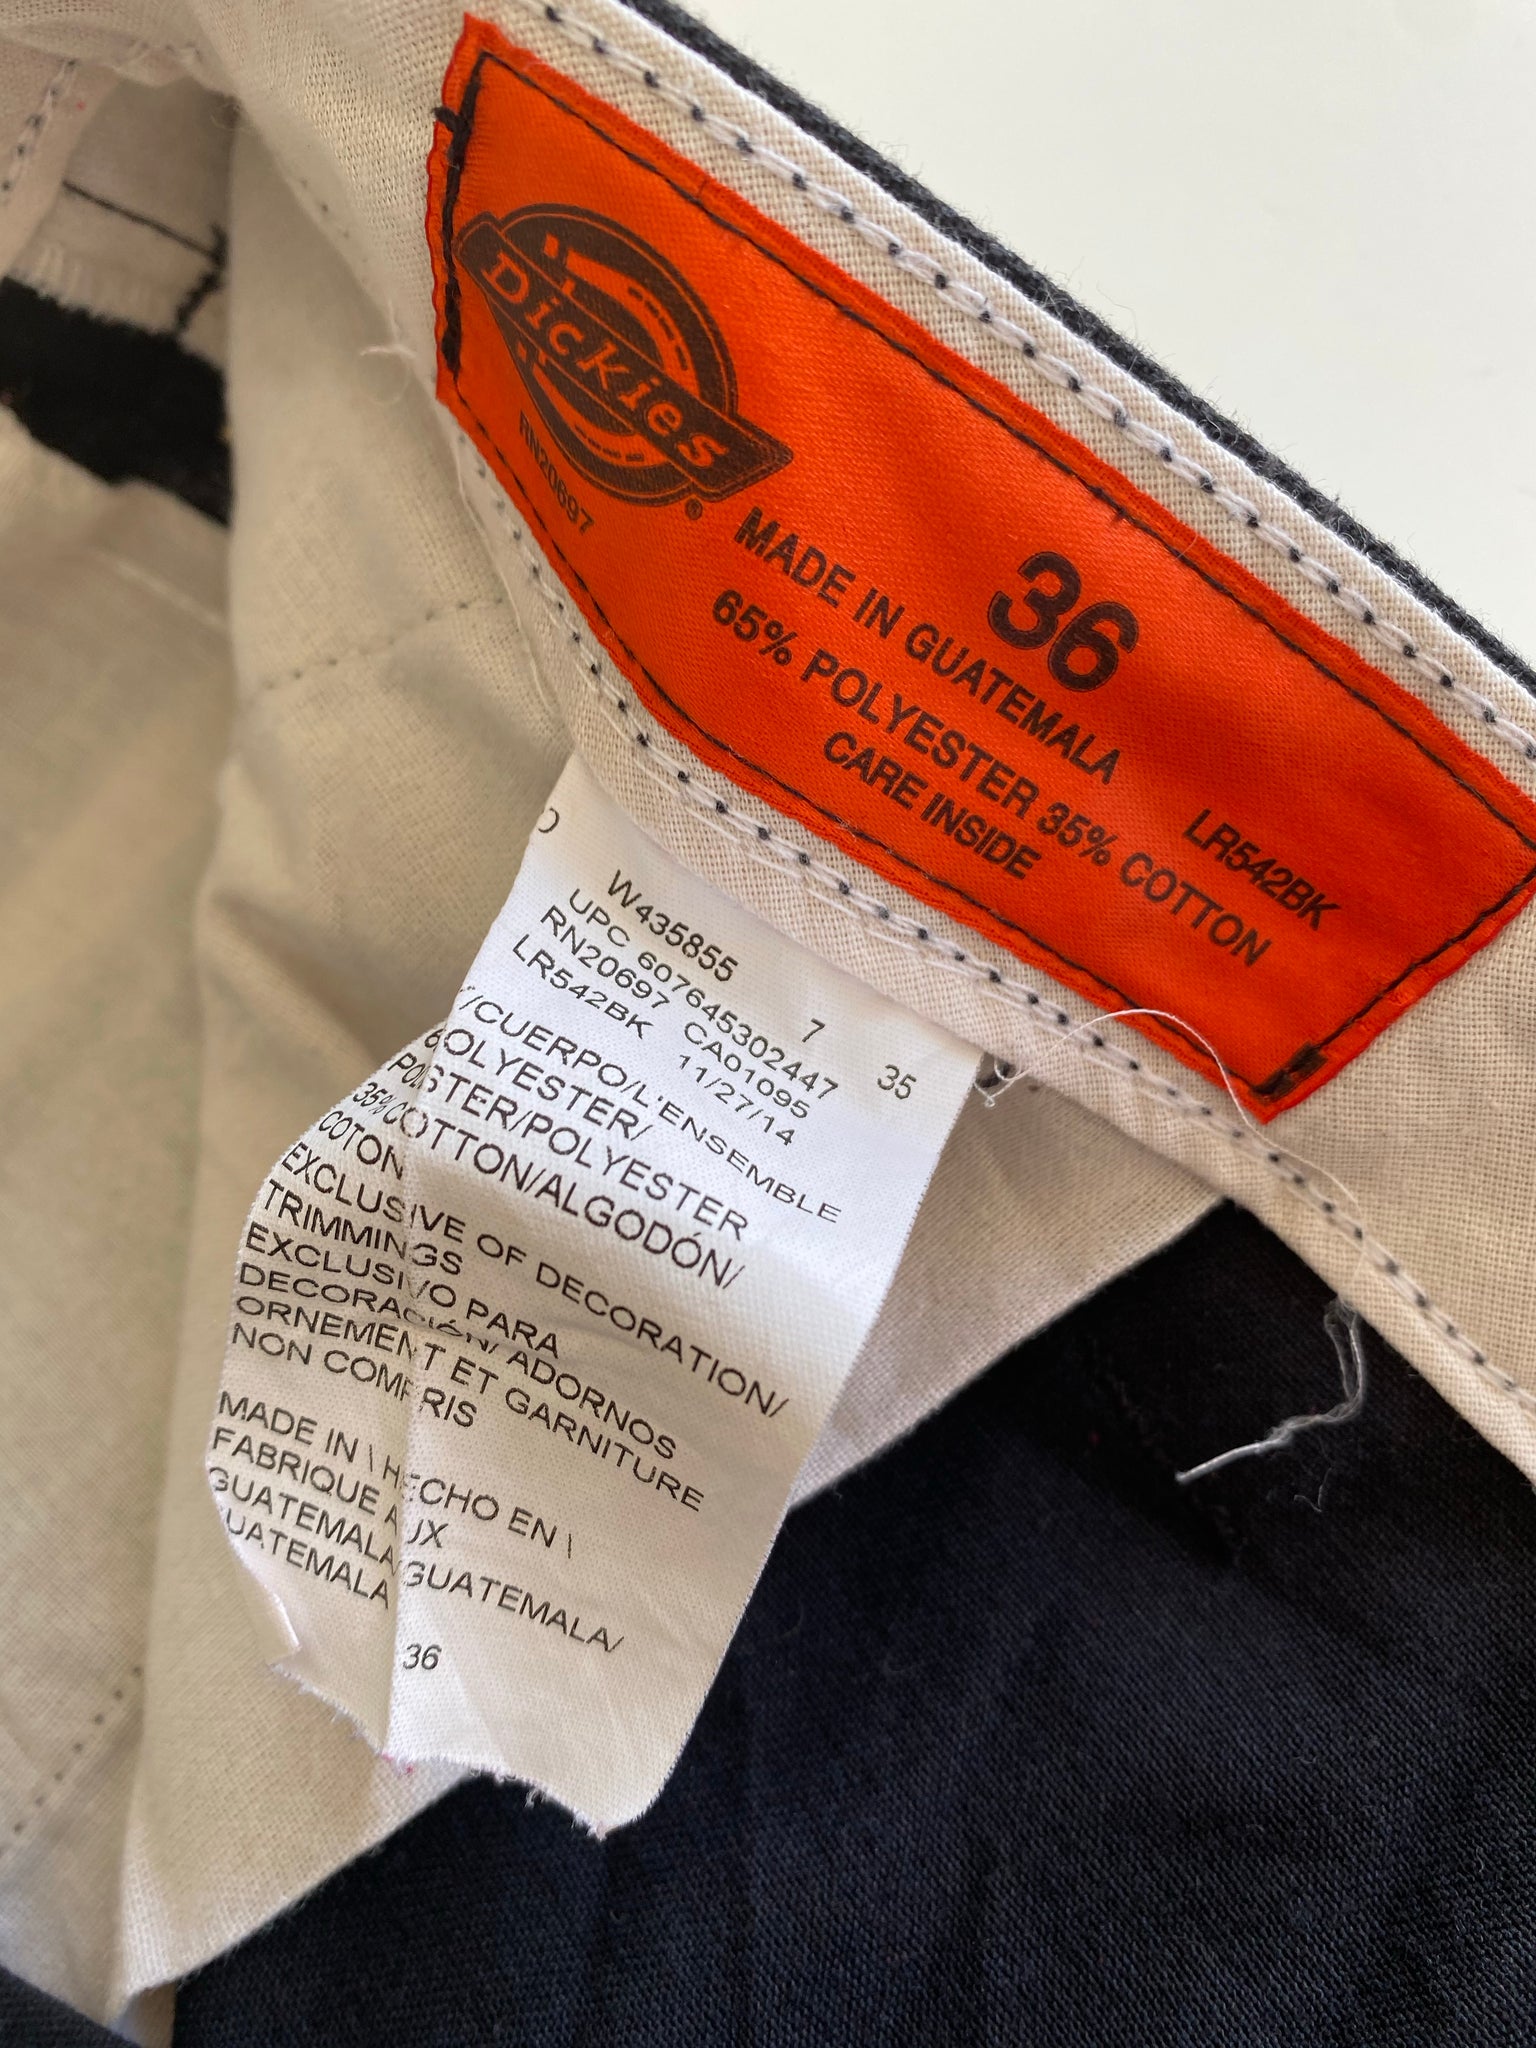 Dickies
®
RN20697
36
MADE IN GUATEMALA
65% POLYESTER 35% COTTON
CARE INSIDE
LR542BK
W435855 7 35
UPC 607645302447
RN20697 CA01095
LR542BK 11/27/14
/CUERPO/L'ENSEMBLE
POLYESTER/
POLYESTER/POLYESTER
35% COTTON/ALGODÓN/
COTON
EXCLUSIVE OF DECORATION/
TRIMMINGS
EXCLUSIVO PARA
DECORACIÓN/ ADORNOS
ORNEMENT ET GARNITURE
NON COMPRIS
MADE IN \ HECHO EN \
FABRIQUE AUX
GUATEMALA/GUATEMALA/
GUATEMALA
36